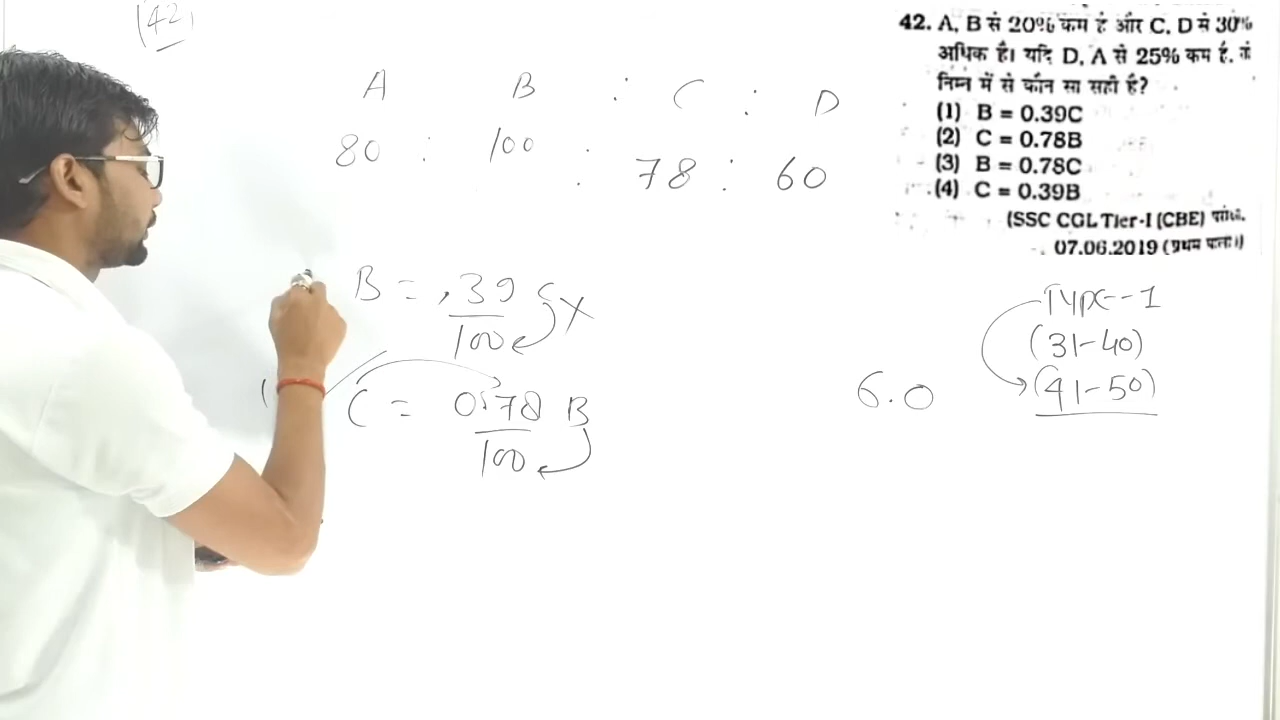 (42)
A B : C : D
80 : 100 : 78 : 60
B = .39 C X
100
C = 0.78 B
100
6.0
42. A, B से 20% कम है और C, D से 30%
अधिक है। यदि D, A से 25% कम है, तो
निम्न में से कौन सा सही है?
(1) B = 0.39C
(2) C = 0.78B
(3) B = 0.78C
(4) C = 0.39B
(SSC CGL Tier-I (CBE) परीक्षा.
07.06.2019 (प्रथम पाली)
Type-1
(31-40)
(41-50)